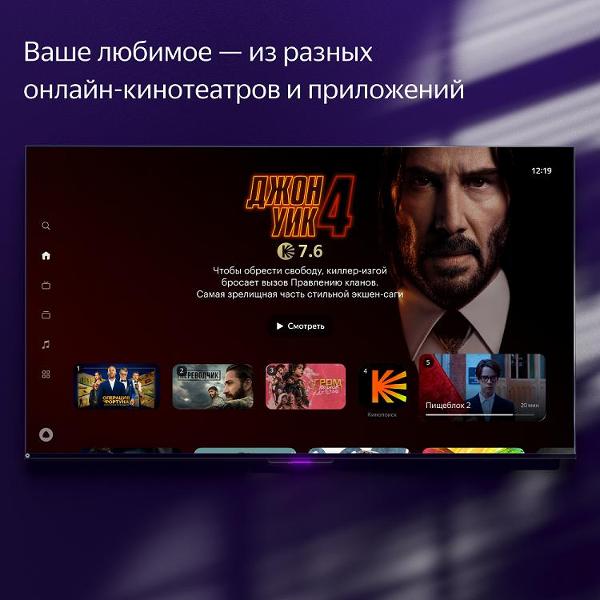 Ваше любимое — из разных
онлайн-кинотеатров и приложений
12:19
ДЖОН
УИК 4
7.6
Чтобы обрести свободу, киллер-изгой
бросает вызов Правлению кланов.
Самая зрелищная часть стильной экшен-саги
Смотреть
1
ОПЕРАЦИЯ
ФОРТУНА
2
ПЕРЕВОДЧИК
3
ГРОМ
4
Кинопоиск
5
Пищеблок 2
20 мин